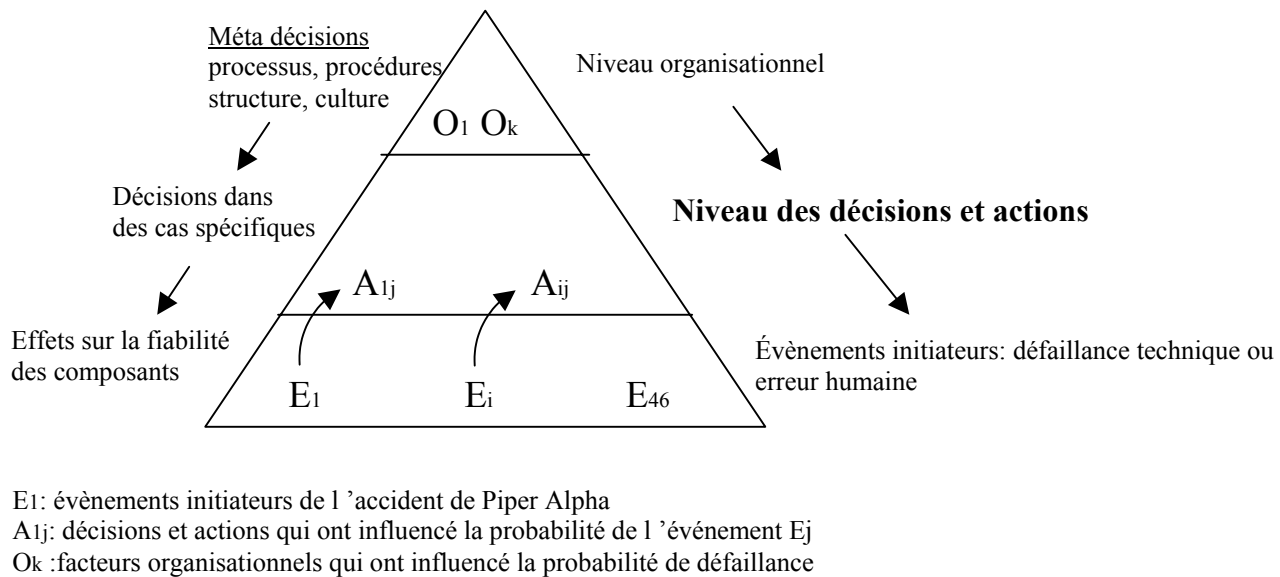 Méta décisions
processus, procédures
structure, culture
Niveau organisationnel
O1 Ok
Décisions dans
des cas spécifiques
Niveau des décisions et actions
A1j
Aij
Effets sur la fiabilité
des composants
Évènements initiateurs: défaillance technique ou
erreur humaine
E1
Ei
E46
E1: évènements initiateurs de l ’accident de Piper Alpha
A1j: décisions et actions qui ont influencé la probabilité de l ’événement Ej
Ok :facteurs organisationnels qui ont influencé la probabilité de défaillance